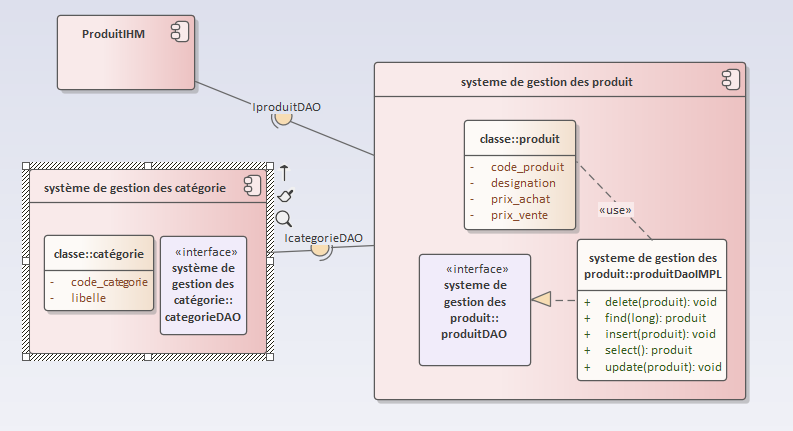 ProduitIHM
IproduitDAO
systeme de gestion des produit
classe::produit
- code_produit
- designation
- prix_achat
- prix_vente
«use»
système de gestion des catégorie
classe::catégorie
- code_categorie
- libelle
«interface»
système de
gestion des
catégorie::
categorieDAO
IcategorieDAO
«interface»
systeme de
gestion des
produit::
produitDAO
systeme de gestion des
produit::produitDaoIMPL
+ delete(produit): void
+ find(long): produit
+ insert(produit): void
+ select(): produit
+ update(produit): void